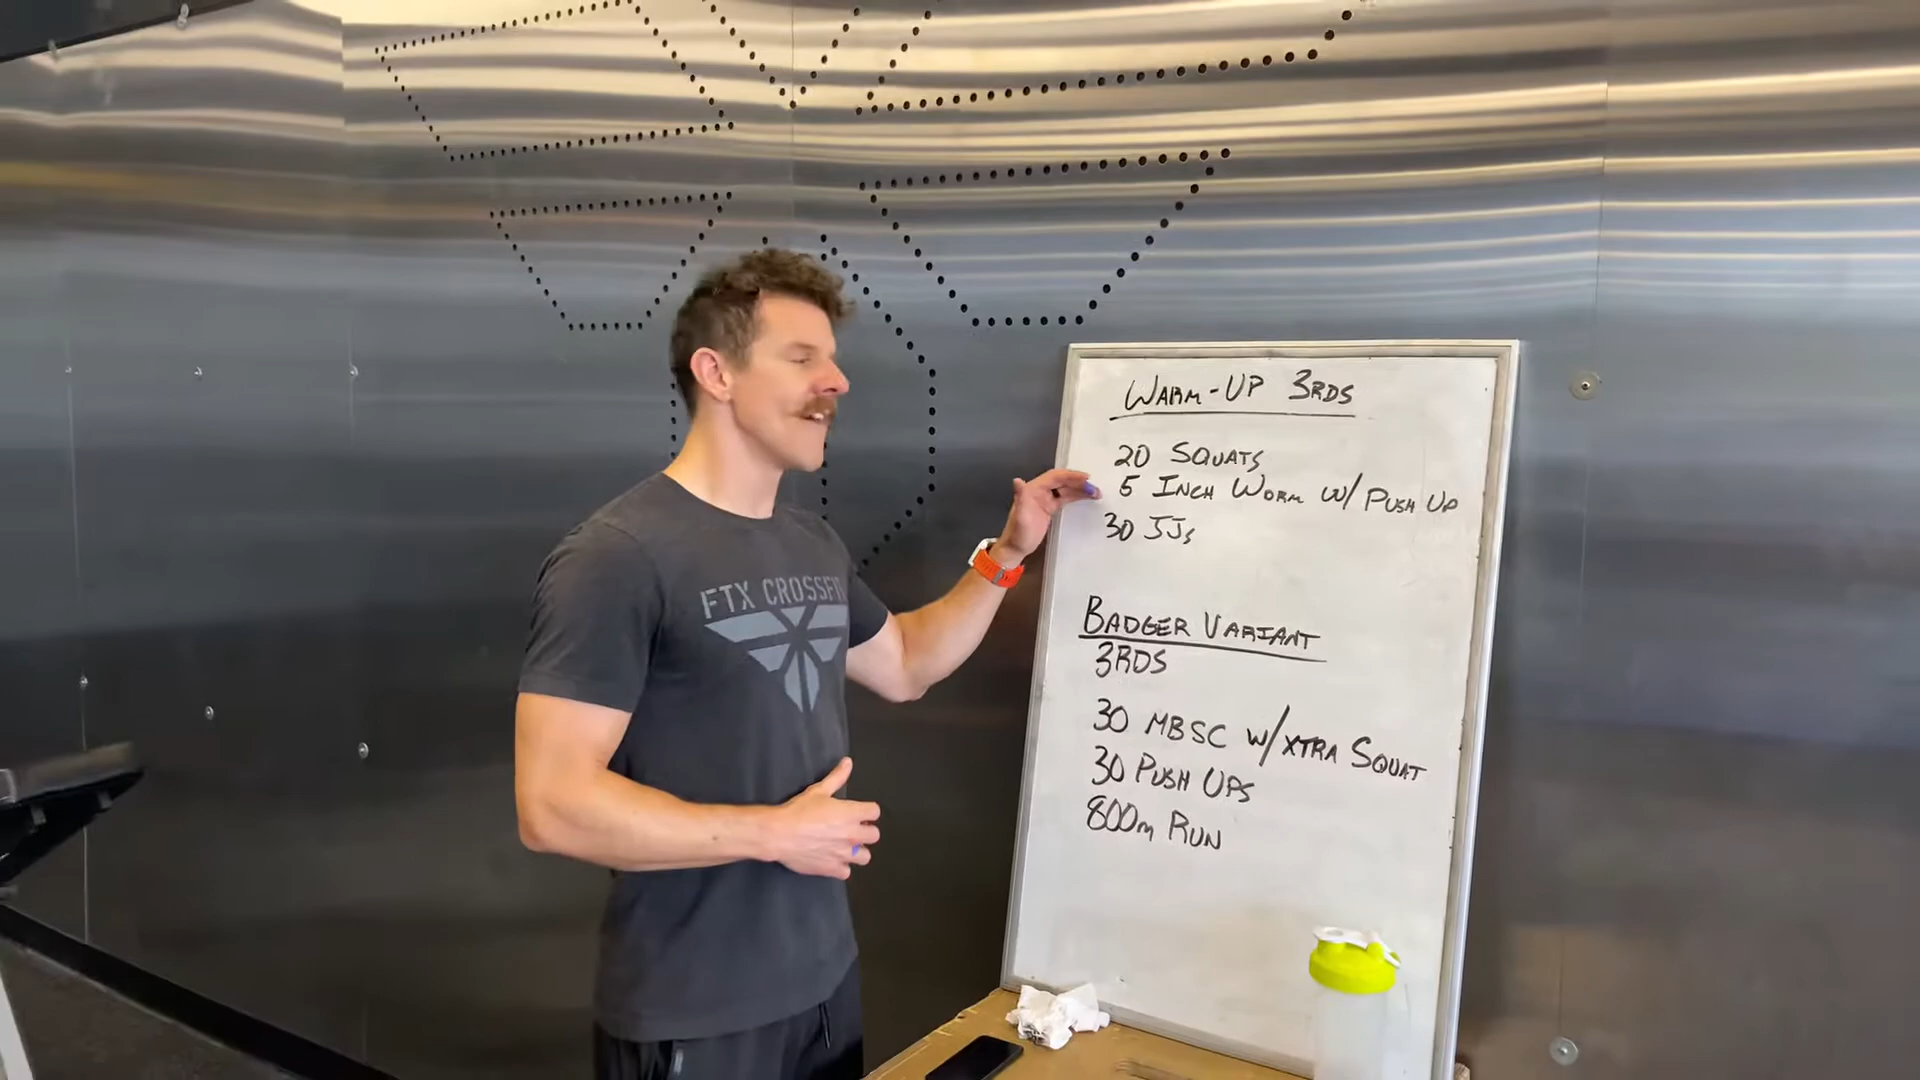 FTX CROSSFIT
WARM-UP 3RDS
20 SQUATS
5 INCH WORM W/ PUSH UP
30 JJs
BADGER VARIANT
3RDS
30 MBSC W/XTRA SQUAT
30 PUSH UPS
800m RUN